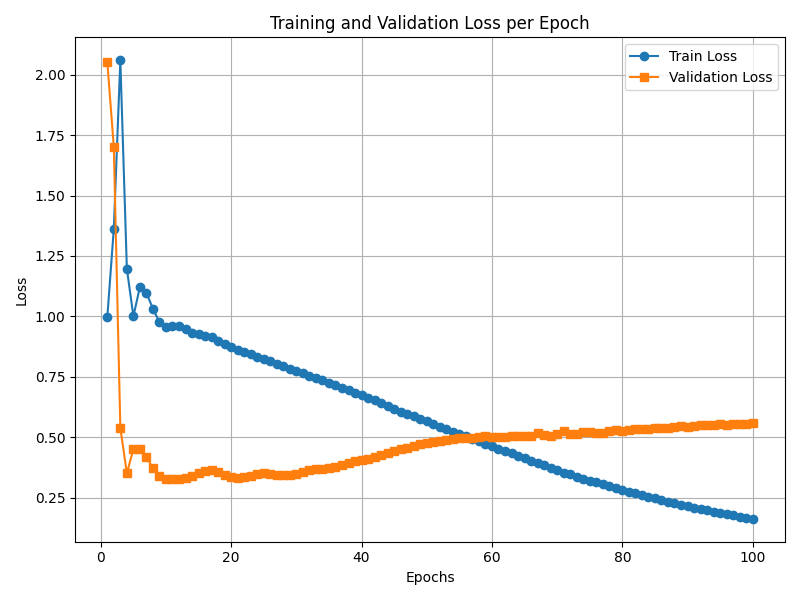 Training and Validation Loss per Epoch
Train Loss
Validation Loss
2.00
1.75
1.50
1.25
1.00
0.75
0.50
0.25
Loss
0 20 40 60 80 100
Epochs